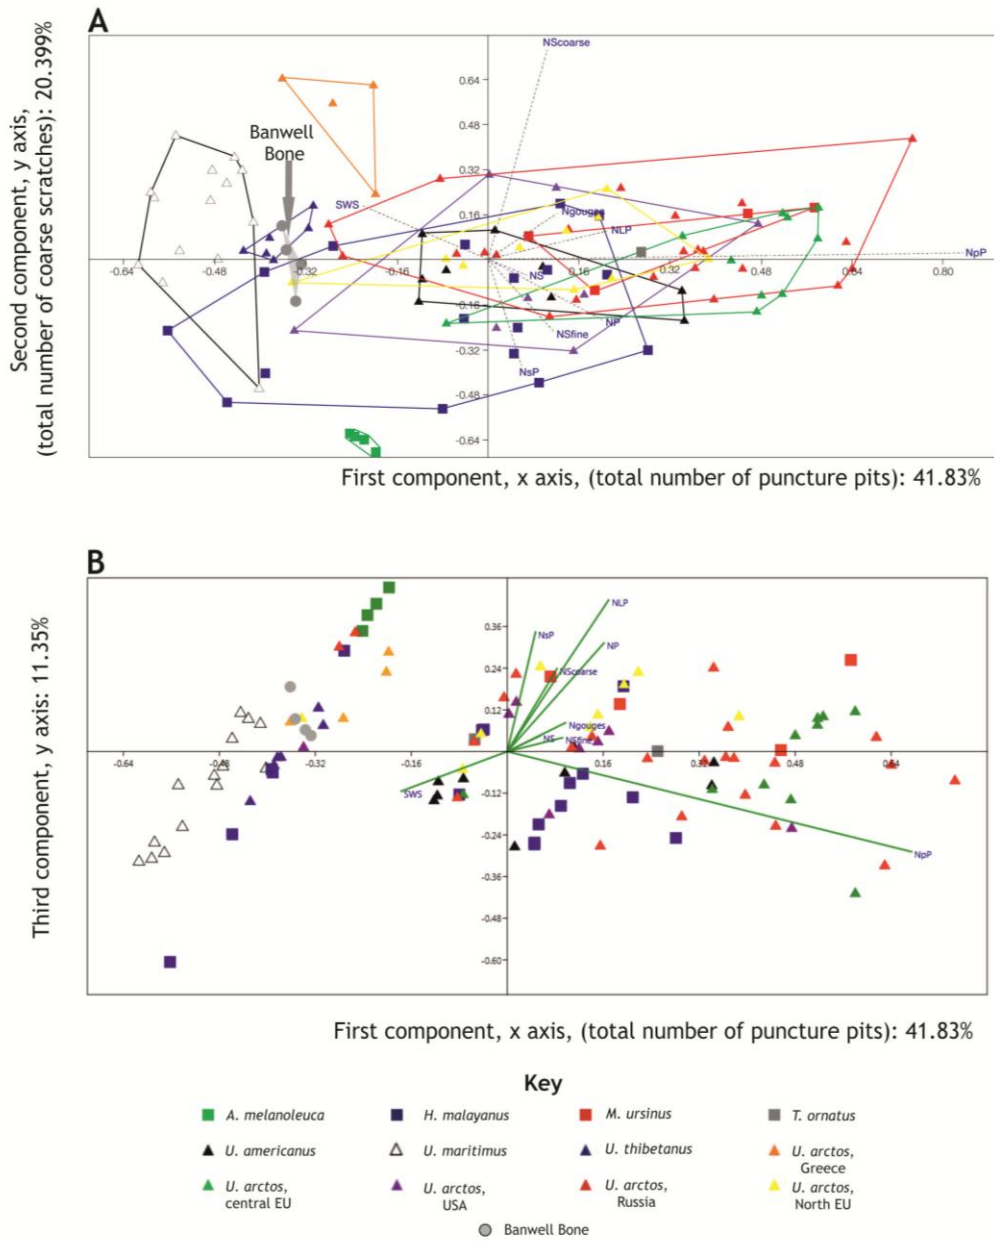 A
Second component, y axis,
(total number of coarse scratches): 20.399%
NScoarse
0.64
0.48
Banwell
Bone
0.32
SWS
0.16
Ngouges
NLP
NpP
-0.64
-0.48
-0.32
-0.16
0.16
0.32
0.48
0.64
0.80
NS
-0.16
NP
NSfine
-0.32
NsP
-0.48
-0.64
First component, x axis, (total number of puncture pits): 41.83%
B
Third component, y axis: 11.35%
NLP
0.36
NsP
NP
0.24
NScoarse
0.12
Ngouges
NS
NSfine
-0.64
-0.48
-0.32
-0.16
0.16
0.32
0.48
0.64
SWS
-0.12
-0.24
NpP
-0.36
-0.48
-0.60
First component, x axis, (total number of puncture pits): 41.83%
Key
A. melanoleuca
H. malayanus
M. ursinus
T. ornatus
U. americanus
U. maritimus
U. thibetanus
U. arctos,
Greece
U. arctos,
central EU
U. arctos,
USA
U. arctos,
Russia
U. arctos,
North EU
Banwell Bone